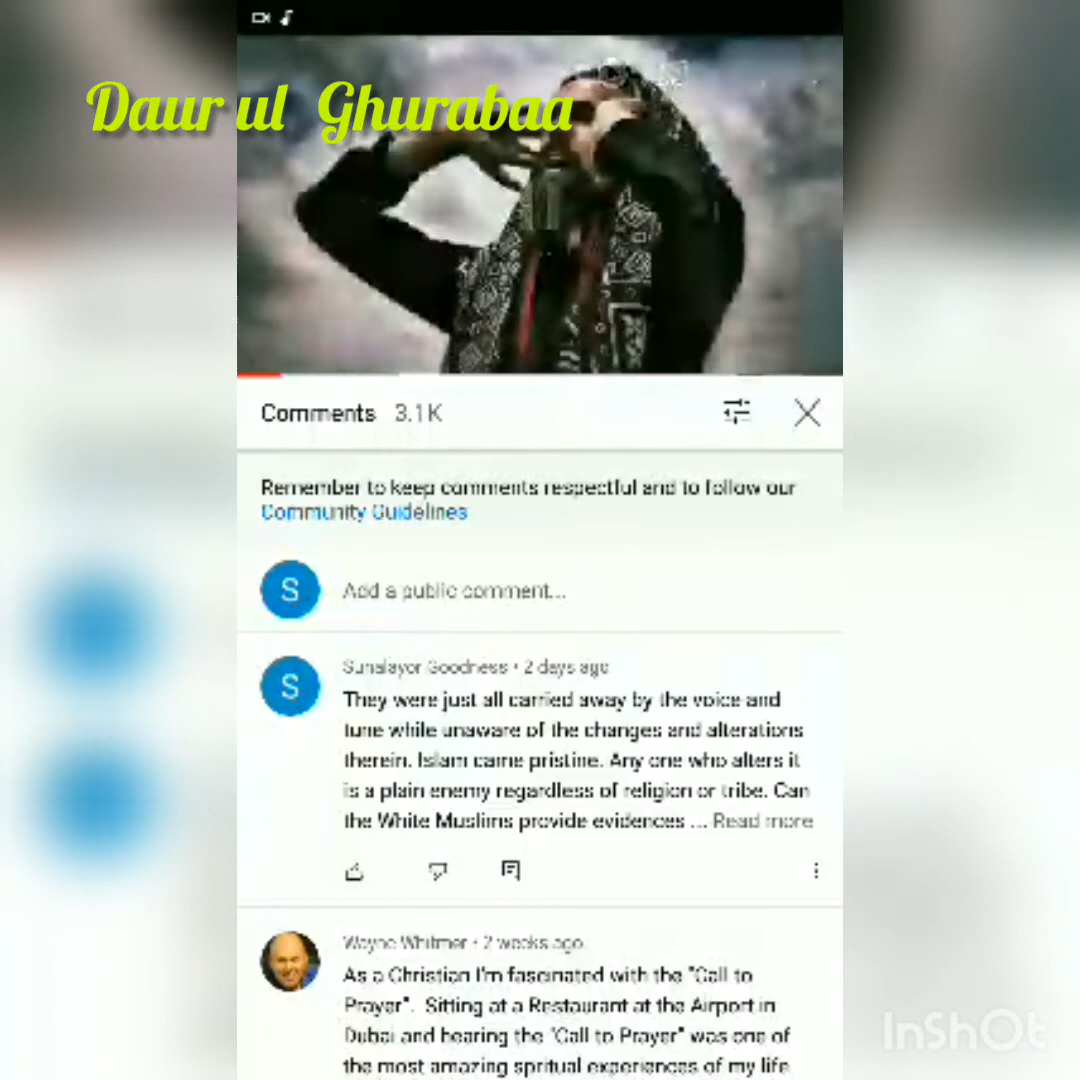 Daur ul Ghurabaa
Comments 3.1K
Remember to keep comments respectful and to follow our
Community Guidelines
S Add a public comment...
S
Sunalayor Goodness • 2 days ago
They were just all carried away by the voice and
tune while unaware of the changes and alterations
therein. Islam came pristine. Any one who alters it
is a plain enemy regardless of religion or tribe. Can
the White Muslims provide evidences ... Read more
Wayne Whitmer • 2 weeks ago
As a Christian I'm fascinated with the "Call to
Prayer". Sitting at a Restaurant at the Airport in
Dubai and hearing the "Call to Prayer" was one of
the most amazing spritual experiences of my life
InShOt